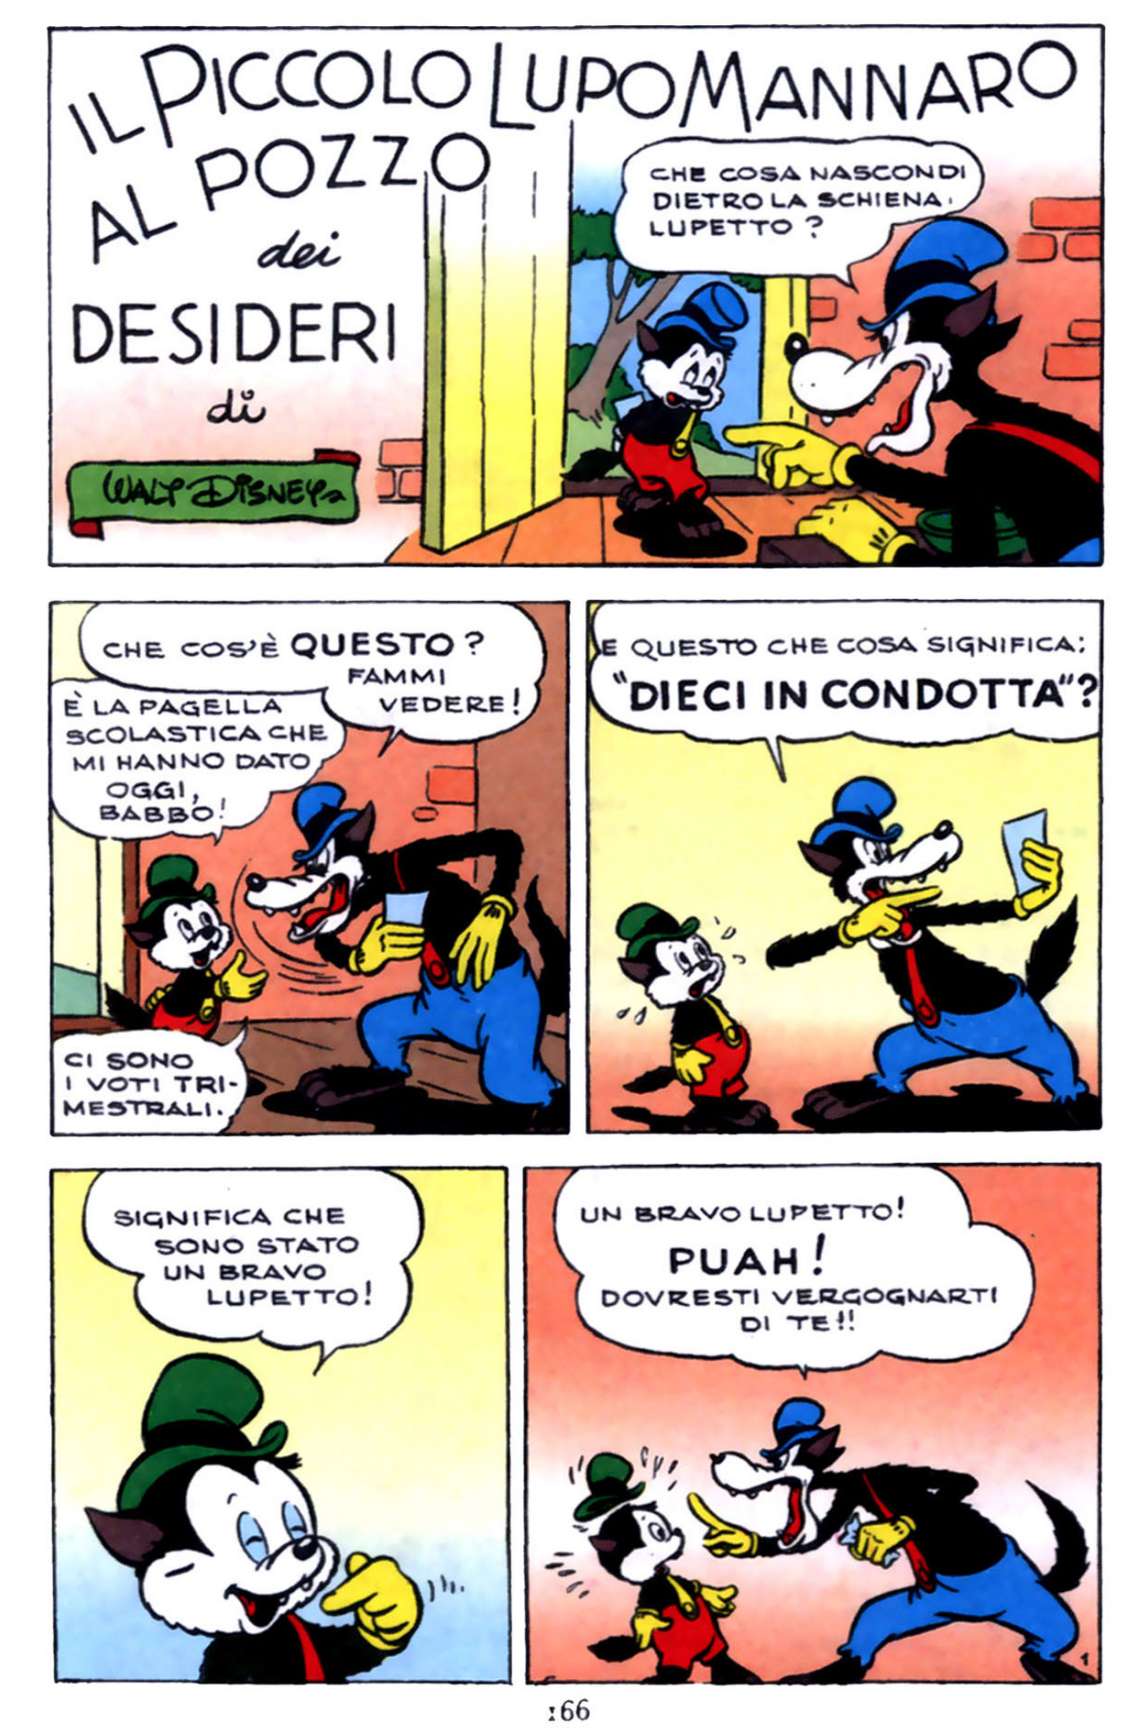 IL PICCOLO LUPO MANNARO
AL POZZO
dei
DESIDERI
di
WALT DISNEY
CHE COSA NASCONDI
DIETRO LA SCHIENA,
LUPETTO ?
CHE COS'È QUESTO ?
FAMMI
VEDERE !
È LA PAGELLA
SCOLASTICA CHE
MI HANNO DATO
OGGI,
BABBO !
CI SONO
I VOTI TRI-
MESTRALI.
E QUESTO CHE COSA SIGNIFICA:
"DIECI IN CONDOTTA"?
SIGNIFICA CHE
SONO STATO
UN BRAVO
LUPETTO !
UN BRAVO LUPETTO !
PUAH !
DOVRESTI VERGOGNARTI
DI TE !!
1
166